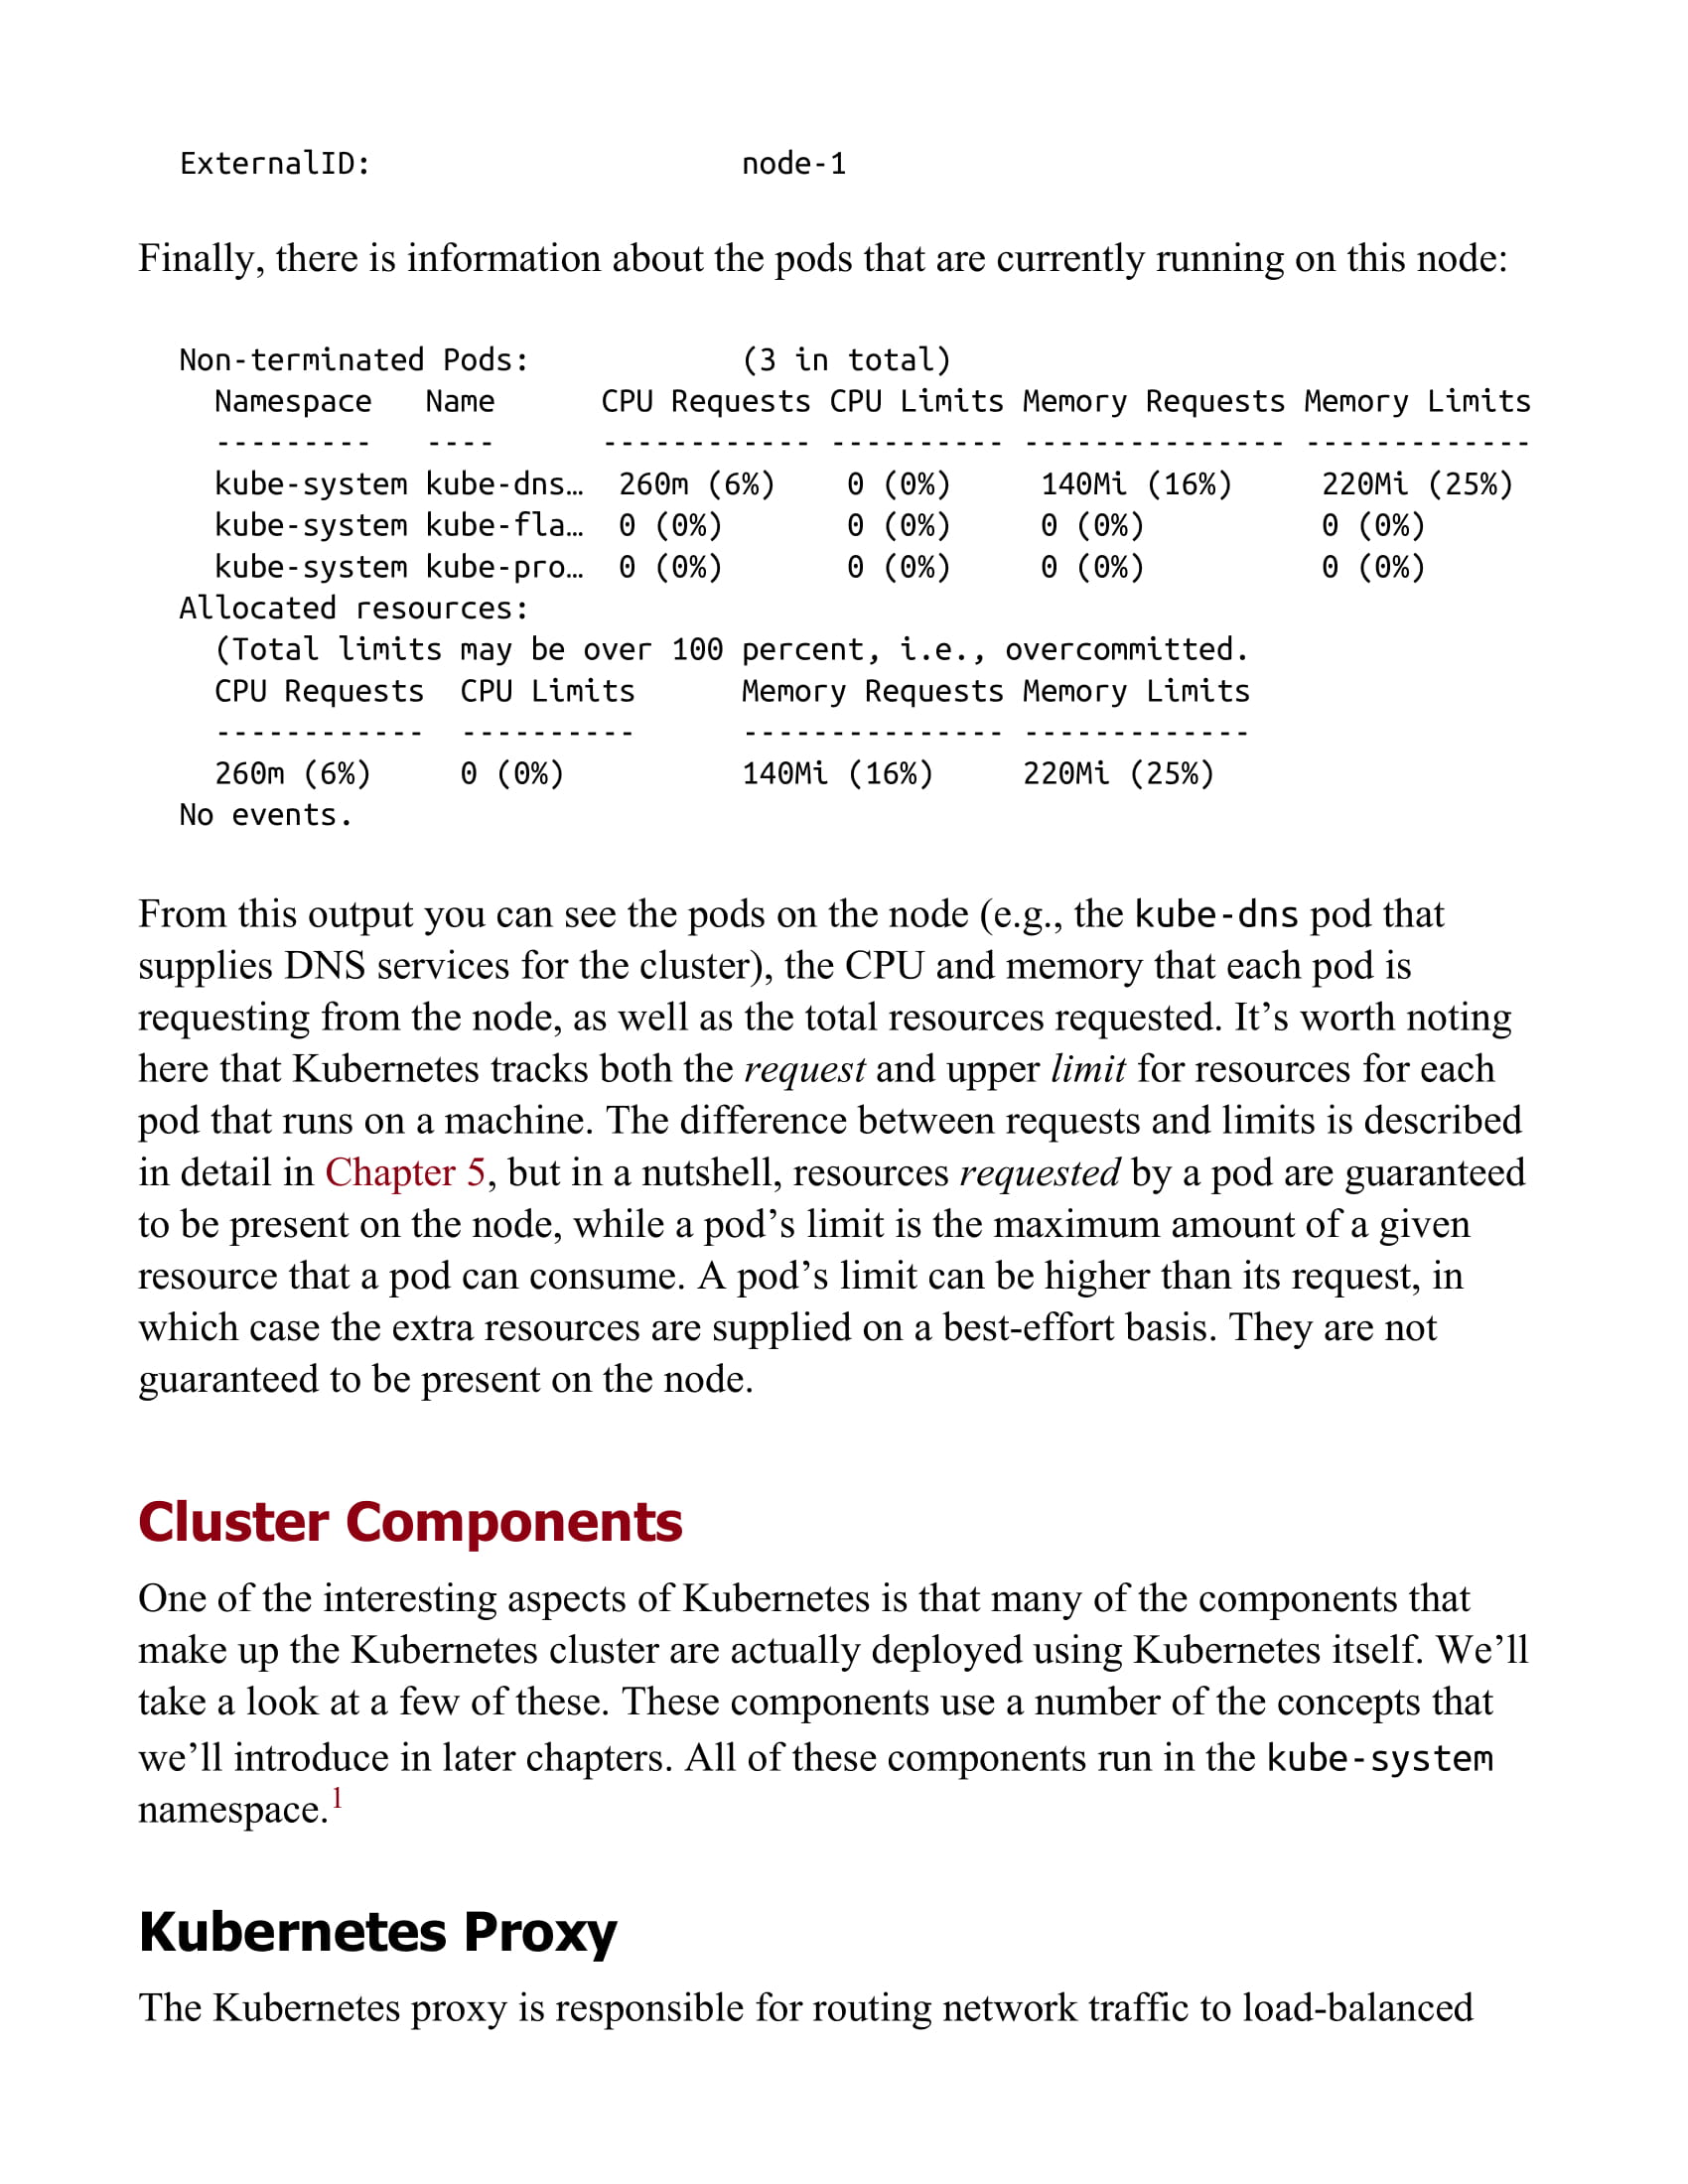 ExternalID: node-1
Finally, there is information about the pods that are currently running on this node:
Non-terminated Pods: (3 in total)
Namespace Name CPU Requests CPU Limits Memory Requests Memory Limits
--------- ---- ------------ ---------- --------------- -------------
kube-system kube-dns… 260m (6%) 0 (0%) 140Mi (16%) 220Mi (25%)
kube-system kube-fla… 0 (0%) 0 (0%) 0 (0%) 0 (0%)
kube-system kube-pro… 0 (0%) 0 (0%) 0 (0%) 0 (0%)
Allocated resources:
(Total limits may be over 100 percent, i.e., overcommitted.
CPU Requests CPU Limits Memory Requests Memory Limits
------------ ---------- --------------- -------------
260m (6%) 0 (0%) 140Mi (16%) 220Mi (25%)
No events.
From this output you can see the pods on the node (e.g., the kube-dns pod that
supplies DNS services for the cluster), the CPU and memory that each pod is
requesting from the node, as well as the total resources requested. It’s worth noting
here that Kubernetes tracks both the request and upper limit for resources for each
pod that runs on a machine. The difference between requests and limits is described
in detail in Chapter 5, but in a nutshell, resources requested by a pod are guaranteed
to be present on the node, while a pod’s limit is the maximum amount of a given
resource that a pod can consume. A pod’s limit can be higher than its request, in
which case the extra resources are supplied on a best-effort basis. They are not
guaranteed to be present on the node.
Cluster Components
One of the interesting aspects of Kubernetes is that many of the components that
make up the Kubernetes cluster are actually deployed using Kubernetes itself. We’ll
take a look at a few of these. These components use a number of the concepts that
we’ll introduce in later chapters. All of these components run in the kube-system
namespace.1
Kubernetes Proxy
The Kubernetes proxy is responsible for routing network traffic to load-balanced